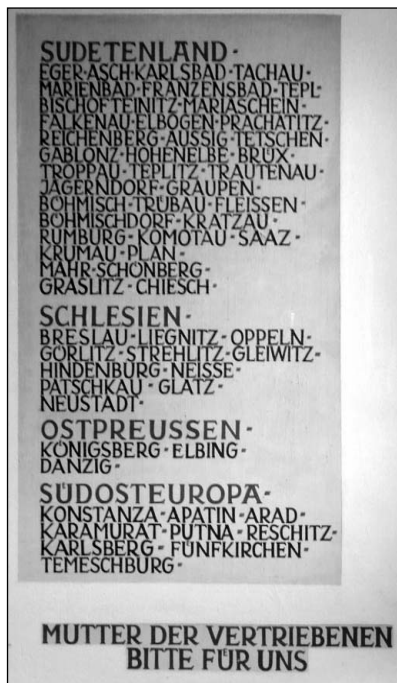 SUDETENLAND·
EGER·ASCH·KARLSBAD·TACHAU·
MARIENBAD·FRANZENSBAD·TEPL·
BISCHOFTEINITZ·MARIASCHEIN·
FALKENAU·ELBOGEN·PRACHATITZ·
REICHENBERG·AUSSIG·TETSCHEN·
GABLONZ·HOHENELBE·BRÜX·
TROPPAU·TEPLITZ·TRAUTENAU·
JÄGERNDORF·GRAUPEN·
BÖHMISCH·TRÜBAU·FLEISSEN·
BÖHMISCHDORF·KRATZAU·
RUMBURG·KOMOTAU·SAAZ·
KRUMAU·PLAN·
MÄHR·SCHÖNBERG·
GRASLITZ·CHIESCH·
SCHLESIEN·
BRESLAU·LIEGNITZ·OPPELN·
GÖRLITZ·STREHLITZ·GLEIWITZ·
HINDENBURG·NEISSE·
PATSCHKAU·GLATZ·
NEUSTADT·
OSTPREUSSEN·
KÖNIGSBERG·ELBING·
DANZIG·
SÜDOSTEUROPA·
KONSTANZA·APATIN·ARAD·
KARAMURAT·PUTNA·RESCHITZ·
KARLSBERG·FÜNFKIRCHEN·
TEMESCHBURG·
MUTTER DER VERTRIEBENEN
BITTE FÜR UNS